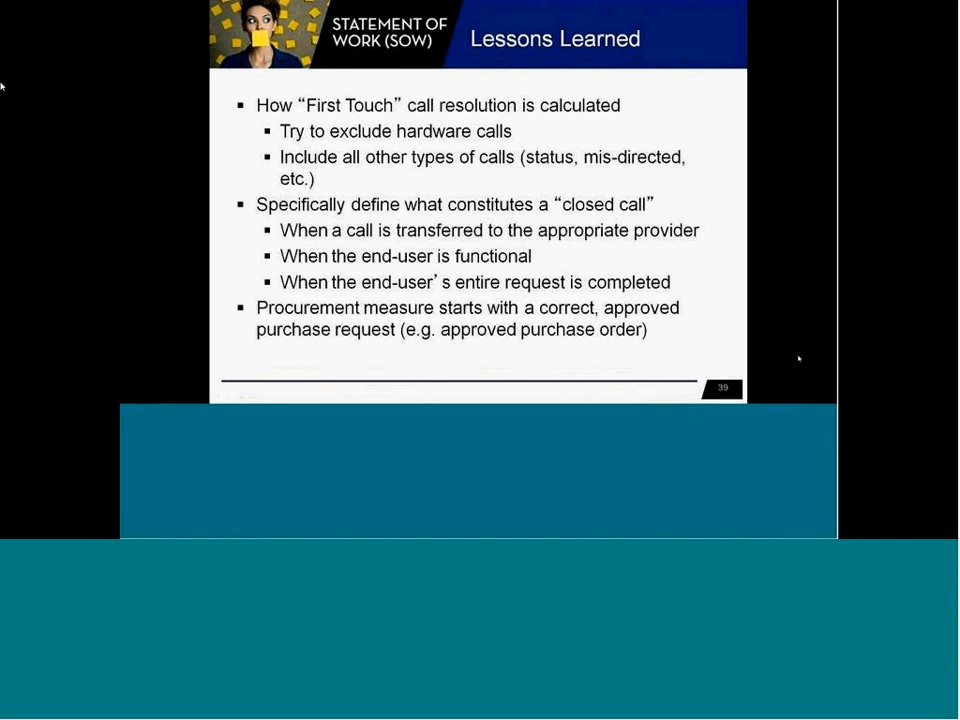 STATEMENT OF
WORK (SOW)
Lessons Learned
▪ How “First Touch” call resolution is calculated
▪ Try to exclude hardware calls
▪ Include all other types of calls (status, mis-directed,
etc.)
▪ Specifically define what constitutes a “closed call”
▪ When a call is transferred to the appropriate provider
▪ When the end-user is functional
▪ When the end-user’s entire request is completed
▪ Procurement measure starts with a correct, approved
purchase request (e.g. approved purchase order)
39